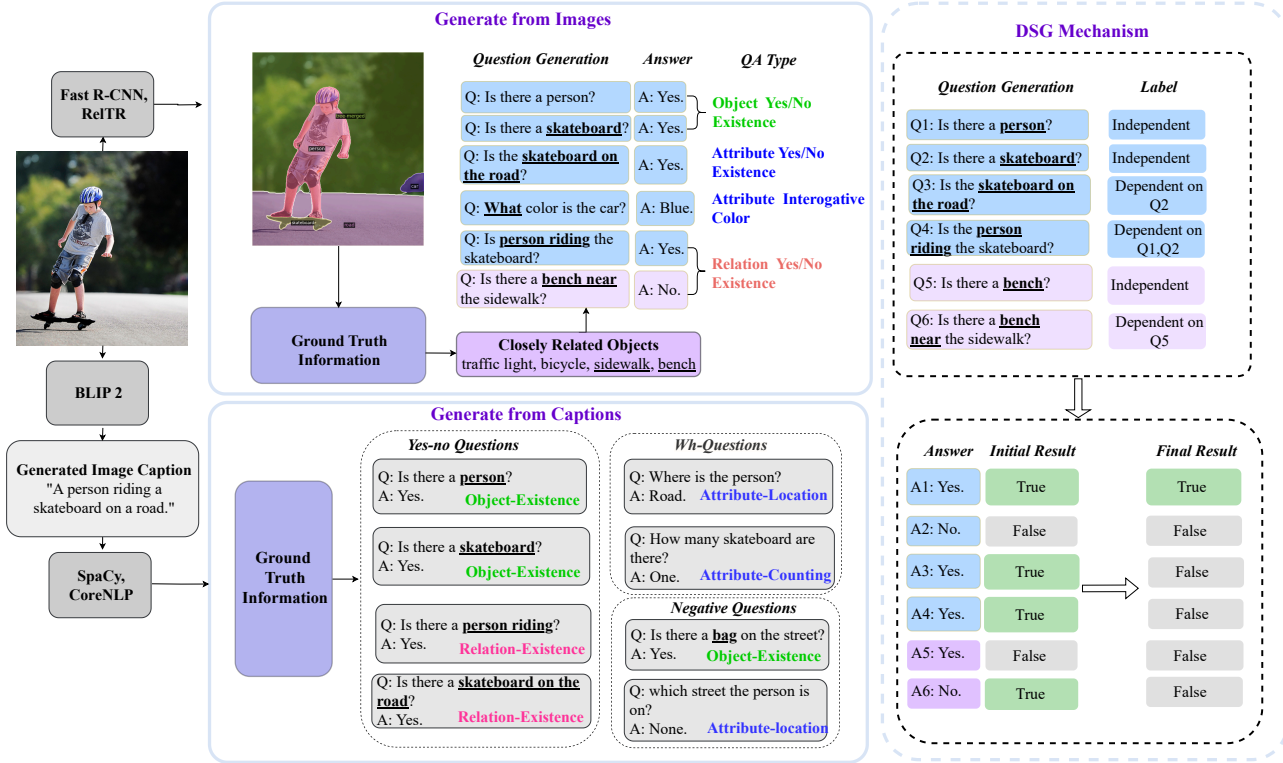 Generate from Images
Question Generation
Answer
QA Type
Fast R-CNN,
RelTR
Q: Is there a person?
A: Yes.
Q: Is there a skateboard?
A: Yes.
Object Yes/No
Existence
Q: Is the skateboard on
the road?
A: Yes.
Attribute Yes/No
Existence
Q: What color is the car?
A: Blue.
Attribute Interogative
Color
Q: Is person riding the
skateboard?
A: Yes.
Q: Is there a bench near
the sidewalk?
A: No.
Relation Yes/No
Existence
person
car
skateboard
road
Ground Truth
Information
Closely Related Objects
traffic light, bicycle, sidewalk, bench
BLIP 2
Generated Image Caption
"A person riding a
skateboard on a road."
SpaCy,
CoreNLP
Generate from Captions
Ground
Truth
Information
Yes-no Questions
Q: Is there a person?
A: Yes.
Object-Existence
Q: Is there a skateboard?
A: Yes.
Object-Existence
Q: Is there a person riding?
A: Yes.
Relation-Existence
Q: Is there a skateboard on the
road?
A: Yes.
Relation-Existence
Wh-Questions
Q: Where is the person?
A: Road.
Attribute-Location
Q: How many skateboard are
there?
A: One.
Attribute-Counting
Negative Questions
Q: Is there a bag on the street?
A: Yes.
Object-Existence
Q: which street the person is
on?
A: None.
Attribute-location
DSG Mechanism
Question Generation
Label
Q1: Is there a person?
Independent
Q2: Is there a skateboard?
Independent
Q3: Is the skateboard on
the road?
Dependent on
Q2
Q4: Is the person
riding the skateboard?
Dependent on
Q1,Q2
Q5: Is there a bench?
Independent
Q6: Is there a bench
near the sidewalk?
Dependent on
Q5
Answer
Initial Result
Final Result
A1: Yes.
True
True
A2: No.
False
False
A3: Yes.
True
False
A4: Yes.
True
False
A5: Yes.
False
False
A6: No.
True
False